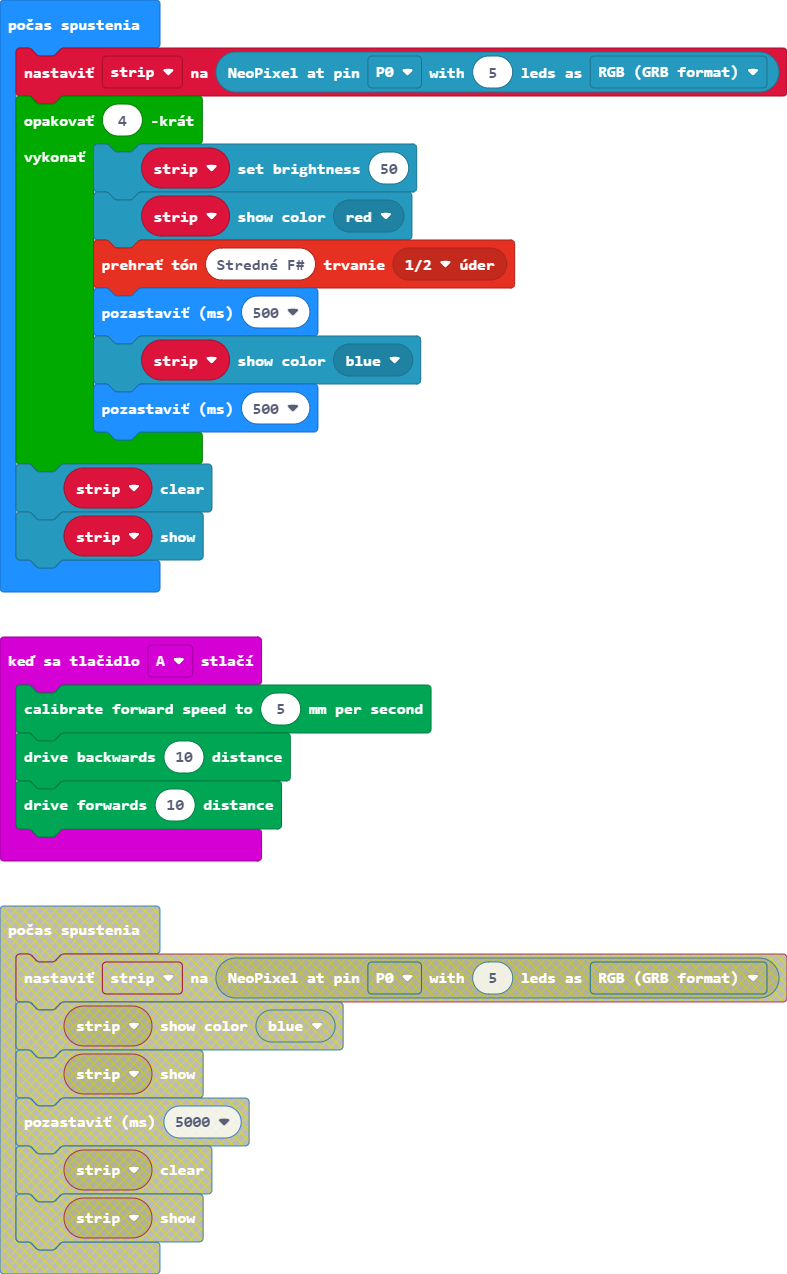 počas spustenia
nastaviť strip na NeoPixel at pin P0 with 5 leds as RGB (GRB format)
opakovať 4 -krát
vykonať
strip set brightness 50
strip show color red
prehrať tón Stredné F# trvanie 1/2 úder
pozastaviť (ms) 500
strip show color blue
pozastaviť (ms) 500
strip clear
strip show
keď sa tlačidlo A stlačí
calibrate forward speed to 5 mm per second
drive backwards 10 distance
drive forwards 10 distance
počas spustenia
nastaviť strip na NeoPixel at pin P0 with 5 leds as RGB (GRB format)
strip show color blue
strip show
pozastaviť (ms) 5000
strip clear
strip show